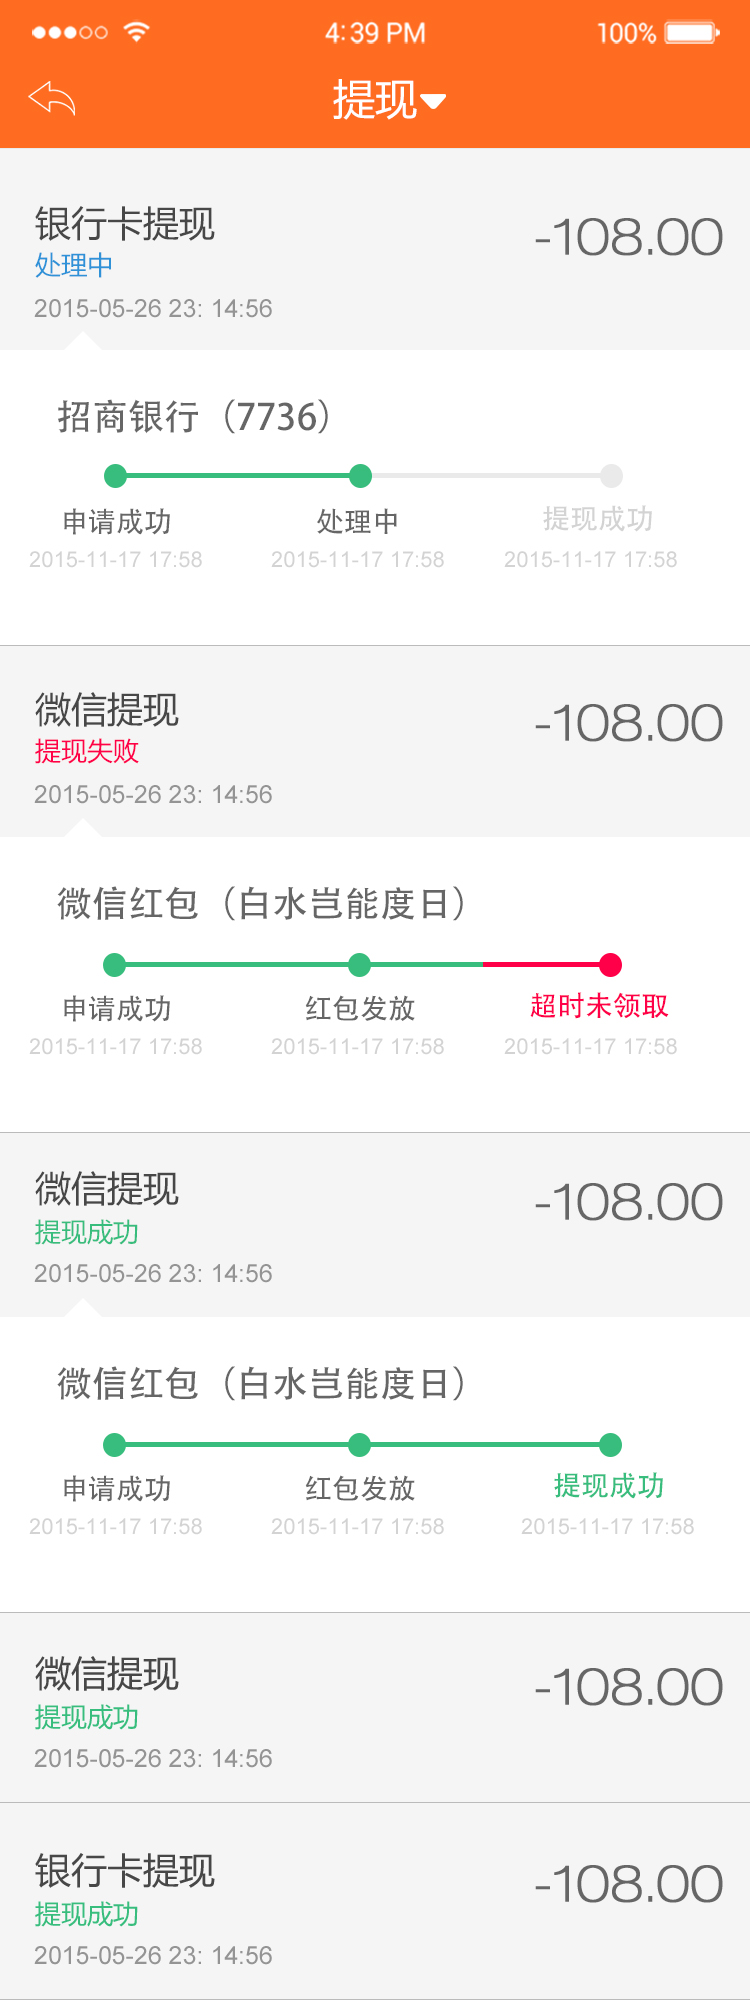 4:39 PM 100%
提现
银行卡提现 -108.00
处理中
2015-05-26 23: 14:56
招商银行（7736）
申请成功 处理中 提现成功
2015-11-17 17:58 2015-11-17 17:58 2015-11-17 17:58
微信提现 -108.00
提现失败
2015-05-26 23: 14:56
微信红包（白水岂能度日）
申请成功 红包发放 超时未领取
2015-11-17 17:58 2015-11-17 17:58 2015-11-17 17:58
微信提现 -108.00
提现成功
2015-05-26 23: 14:56
微信红包（白水岂能度日）
申请成功 红包发放 提现成功
2015-11-17 17:58 2015-11-17 17:58 2015-11-17 17:58
微信提现 -108.00
提现成功
2015-05-26 23: 14:56
银行卡提现 -108.00
提现成功
2015-05-26 23: 14:56